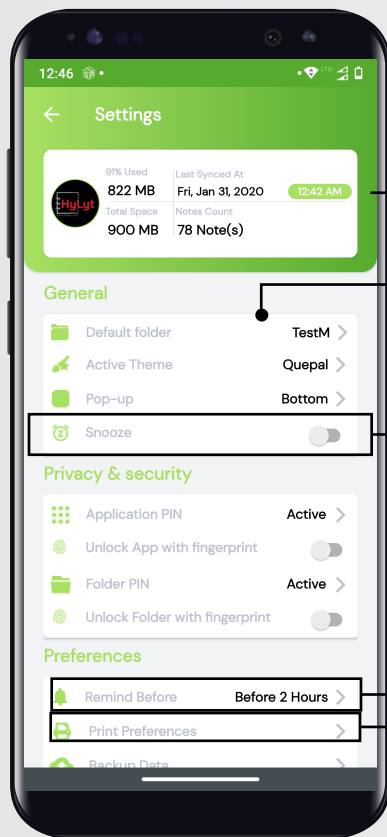 12:46
LTE+
Settings
91% Used
822 MB
Last Synced At
Fri, Jan 31, 2020
12:42 AM
HyLyt
Total Space
900 MB
Notes Count
78 Note(s)
General
Default folder TestM
Active Theme Quepal
Pop-up Bottom
Snooze
Privacy & security
Application PIN Active
Unlock App with fingerprint
Folder PIN Active
Unlock Folder with fingerprint
Preferences
Remind Before Before 2 Hours
Print Preferences
Backup Data